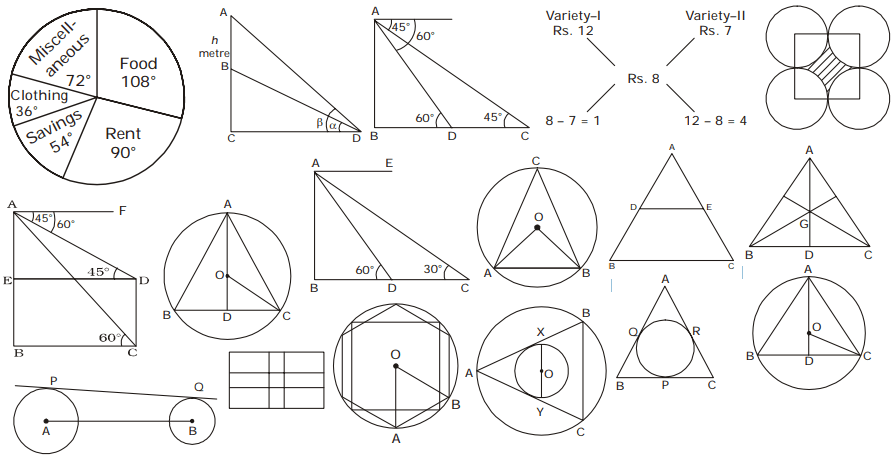 Miscell-
aneous
72°
Food
108°
Clothing
36°
Savings
54°
Rent
90°
A
h
metre
B
β
α
C
D
A
45°
60°
60°
45°
B
D
C
Variety–I
Rs. 12
Variety–II
Rs. 7
Rs. 8
8 – 7 = 1
12 – 8 = 4
A
F
45°
60°
E
45°
D
60°
B
C
A
O
B
D
C
A
E
60°
30°
B
D
C
C
O
A
B
A
D
E
B
C
A
G
B
D
C
P
Q
A
B
O
B
A
B
X
A
O
Y
C
A
Q
R
B
P
C
A
O
B
D
C